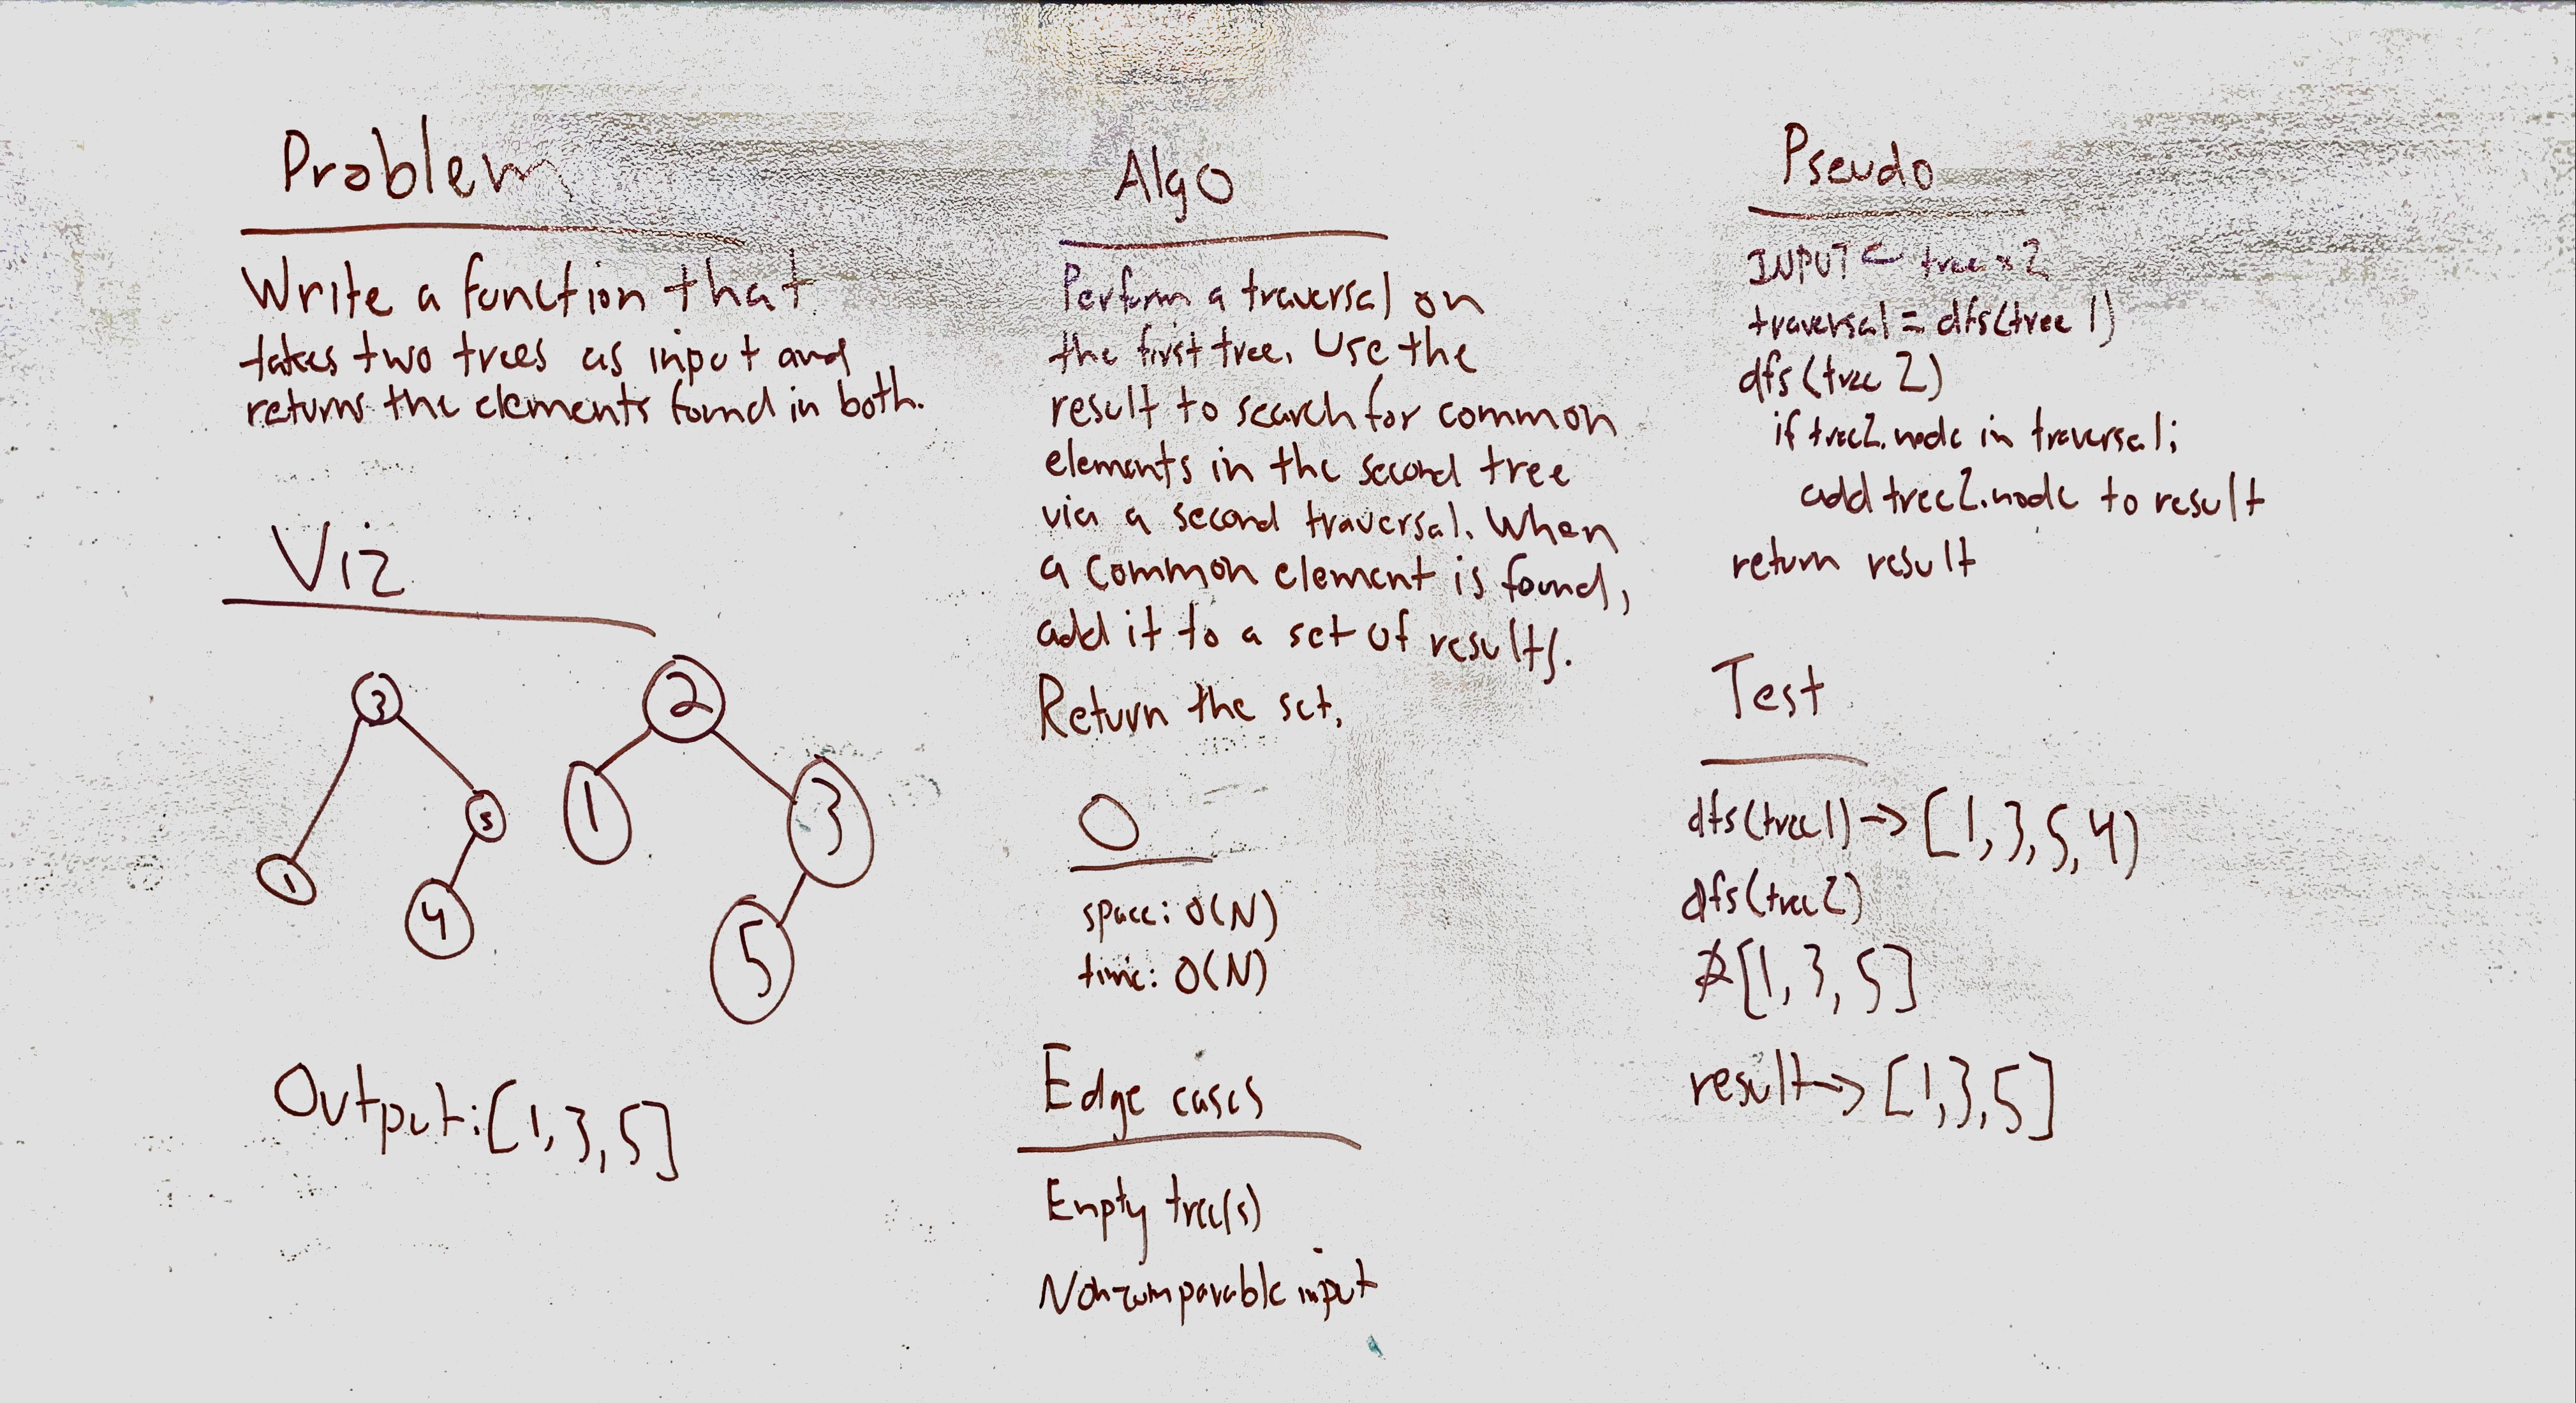 Problem
Write a function that
takes two trees as input and
returns the elements found in both.
Viz
3
1
5
4
2
1
3
5
Output: [1, 3, 5]
Algo
Perform a traversal on
the first tree. Use the
result to search for common
elements in the second tree
via a second traversal. When
a common element is found,
add it to a set of results.
Return the set.
O
space: O(N)
time: O(N)
Edge cases
Empty tree(s)
Non-comparable input
Pseudo
INPUT ← tree x 2
traversal = dfs(tree 1)
dfs(tree 2)
if tree2.node in traversal:
add tree2.node to result
return result
Test
dfs(tree1) → [1, 3, 5, 4)
dfs(tree2)
[1, 3, 5]
result → [1, 3, 5]